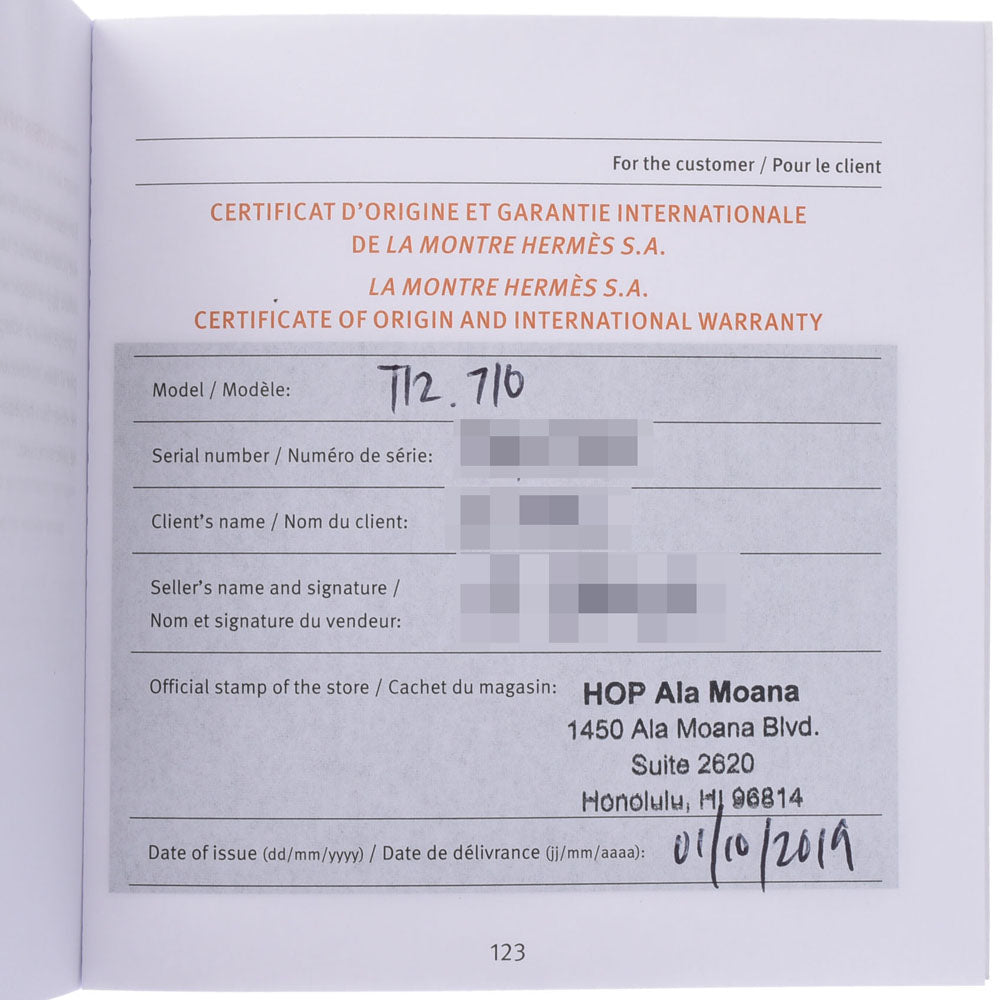 For the customer / Pour le client
CERTIFICAT D'ORIGINE ET GARANTIE INTERNATIONALE
DE LA MONTRE HERMÈS S.A.
LA MONTRE HERMÈS S.A.
CERTIFICATE OF ORIGIN AND INTERNATIONAL WARRANTY
Model / Modèle: TI2.710
Serial number / Numéro de série:
Client's name / Nom du client:
Seller's name and signature /
Nom et signature du vendeur:
Official stamp of the store / Cachet du magasin: HOP Ala Moana
1450 Ala Moana Blvd.
Suite 2620
Honolulu, HI 96814
Date of issue (dd/mm/yyyy) / Date de délivrance (jj/mm/aaaa): 01/10/2019
123